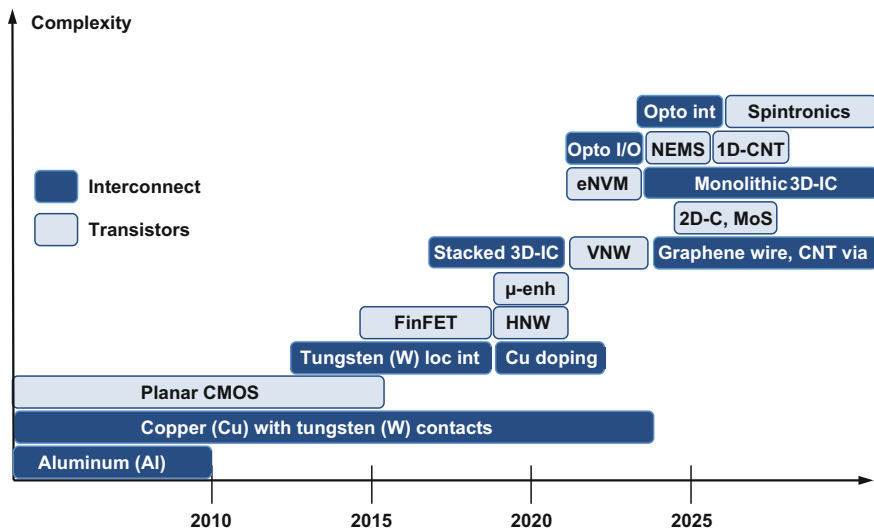 Complexity
Opto int
Spintronics
Opto I/O
NEMS
1D-CNT
Interconnect
eNVM
Monolithic 3D-IC
Transistors
2D-C, MoS
Stacked 3D-IC
VNW
Graphene wire, CNT via
µ-enh
FinFET
HNW
Tungsten (W) loc int
Cu doping
Planar CMOS
Copper (Cu) with tungsten (W) contacts
Aluminum (Al)
2010
2015
2020
2025